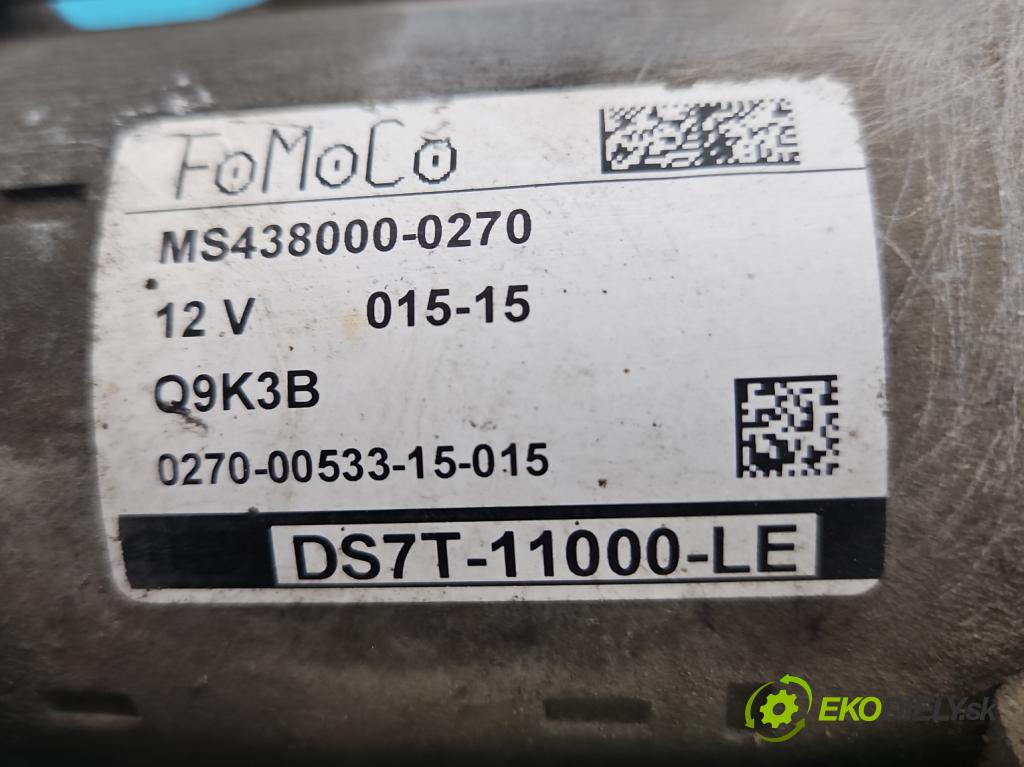 FoMoCo
MS438000-0270
12 V 015-15
Q9K3B
0270-00533-15-015
DS7T-11000-LE
EKODIELY.sk